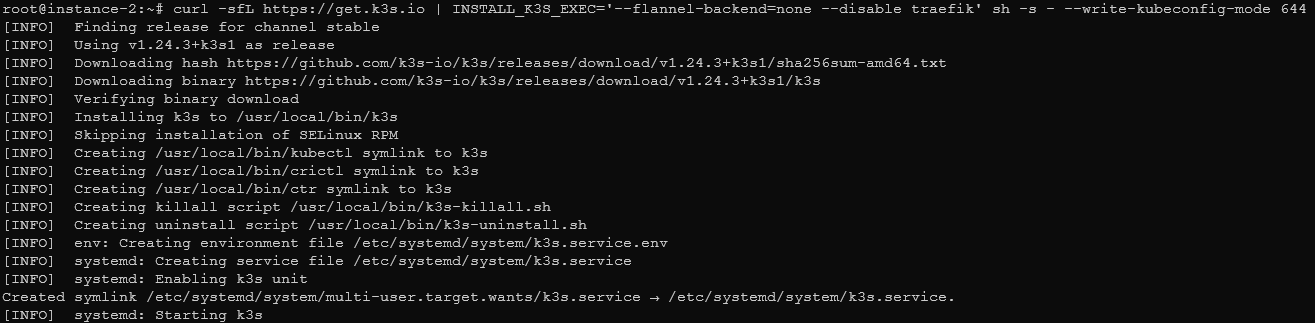 root@instance-2:~# curl -sfL https://get.k3s.io | INSTALL_K3S_EXEC='--flannel-backend=none --disable traefik' sh -s - --write-kubeconfig-mode 644
[INFO]  Finding release for channel stable
[INFO]  Using v1.24.3+k3s1 as release
[INFO]  Downloading hash https://github.com/k3s-io/k3s/releases/download/v1.24.3+k3s1/sha256sum-amd64.txt
[INFO]  Downloading binary https://github.com/k3s-io/k3s/releases/download/v1.24.3+k3s1/k3s
[INFO]  Verifying binary download
[INFO]  Installing k3s to /usr/local/bin/k3s
[INFO]  Skipping installation of SELinux RPM
[INFO]  Creating /usr/local/bin/kubectl symlink to k3s
[INFO]  Creating /usr/local/bin/crictl symlink to k3s
[INFO]  Creating /usr/local/bin/ctr symlink to k3s
[INFO]  Creating killall script /usr/local/bin/k3s-killall.sh
[INFO]  Creating uninstall script /usr/local/bin/k3s-uninstall.sh
[INFO]  env: Creating environment file /etc/systemd/system/k3s.service.env
[INFO]  systemd: Creating service file /etc/systemd/system/k3s.service
[INFO]  systemd: Enabling k3s unit
Created symlink /etc/systemd/system/multi-user.target.wants/k3s.service → /etc/systemd/system/k3s.service.
[INFO]  systemd: Starting k3s